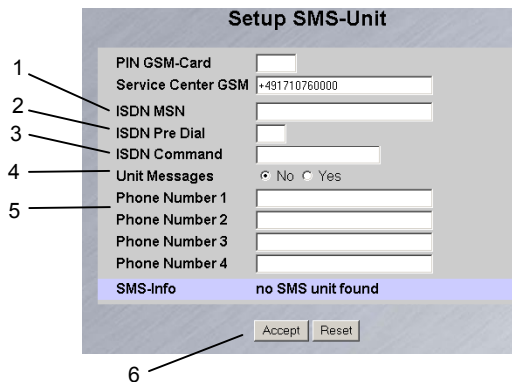 Setup SMS-Unit
PIN GSM-Card
Service Center GSM +491710760000
1 ISDN MSN
2 ISDN Pre Dial
3 ISDN Command
4 Unit Messages No Yes
5 Phone Number 1
Phone Number 2
Phone Number 3
Phone Number 4
SMS-Info no SMS unit found
Accept Reset
6